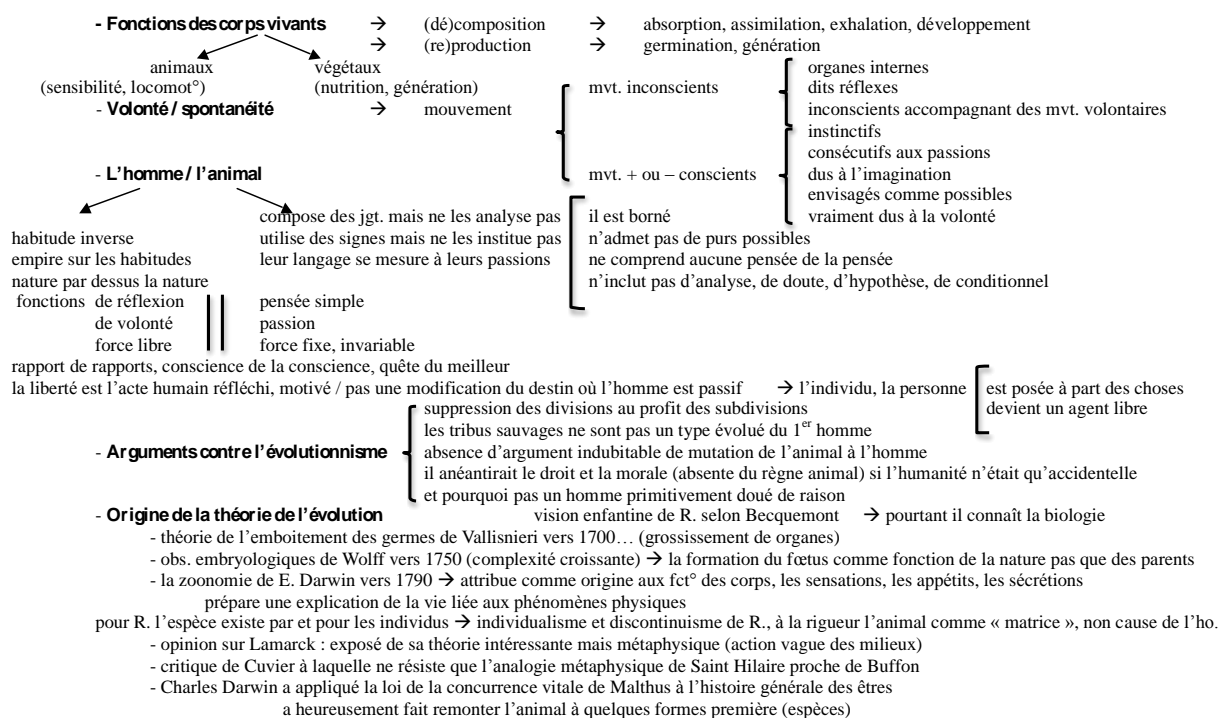 - Fonctions des corps vivants → (dé)composition → absorption, assimilation, exhalation, développement
→ (re)production → germination, génération
animaux végétaux organes internes
(sensibilité, locomot°) (nutrition, génération) mvt. inconscients dits réflexes
- Volonté / spontanéité → mouvement inconscients accompagnant des mvt. volontaires
instinctifs
consécutifs aux passions
- L'homme / l'animal mvt. + ou – conscients dus à l'imagination
envisagés comme possibles
compose des jgt. mais ne les analyse pas il est borné vraiment dus à la volonté
habitude inverse utilise des signes mais ne les institue pas n'admet pas de purs possibles
empire sur les habitudes leur langage se mesure à leurs passions ne comprend aucune pensée de la pensée
nature par dessus la nature n'inclut pas d'analyse, de doute, d'hypothèse, de conditionnel
fonctions de réflexion pensée simple
de volonté passion
force libre force fixe, invariable
rapport de rapports, conscience de la conscience, quête du meilleur
la liberté est l'acte humain réfléchi, motivé / pas une modification du destin où l'homme est passif → l'individu, la personne est posée à part des choses
suppression des divisions au profit des subdivisions devient un agent libre
les tribus sauvages ne sont pas un type évolué du 1er homme
- Arguments contre l'évolutionnisme absence d'argument indubitable de mutation de l'animal à l'homme
il anéantirait le droit et la morale (absente du règne animal) si l'humanité n'était qu'accidentelle
et pourquoi pas un homme primitivement doué de raison
- Origine de la théorie de l'évolution vision enfantine de R. selon Becquemont → pourtant il connaît la biologie
- théorie de l'emboitement des germes de Vallisnieri vers 1700… (grossissement de organes)
- obs. embryologiques de Wolff vers 1750 (complexité croissante) → la formation du fœtus comme fonction de la nature pas que des parents
- la zoonomie de E. Darwin vers 1790 → attribue comme origine aux fct° des corps, les sensations, les appétits, les sécrétions
prépare une explication de la vie liée aux phénomènes physiques
pour R. l'espèce existe par et pour les individus → individualisme et discontinuisme de R., à la rigueur l'animal comme « matrice », non cause de l'ho.
- opinion sur Lamarck : exposé de sa théorie intéressante mais métaphysique (action vague des milieux)
- critique de Cuvier à laquelle ne résiste que l'analogie métaphysique de Saint Hilaire proche de Buffon
- Charles Darwin a appliqué la loi de la concurrence vitale de Malthus à l'histoire générale des êtres
a heureusement fait remonter l'animal à quelques formes première (espèces)